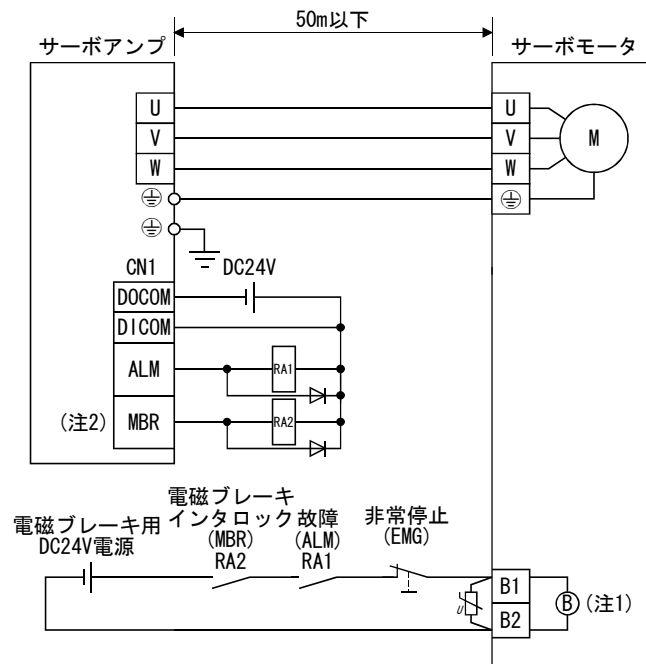 50m以下
サーボアンプ
サーボモータ
U
U
V
V
M
W
W
CN1
DC24V
DOCOM
DICOM
ALM
RA1
(注2)
MBR
RA2
電磁ブレーキ用
DC24V電源
電磁ブレーキ
インタロック
(MBR)
RA2
故障
(ALM)
RA1
非常停止
(EMG)
U
B1
B2
B
(注1)